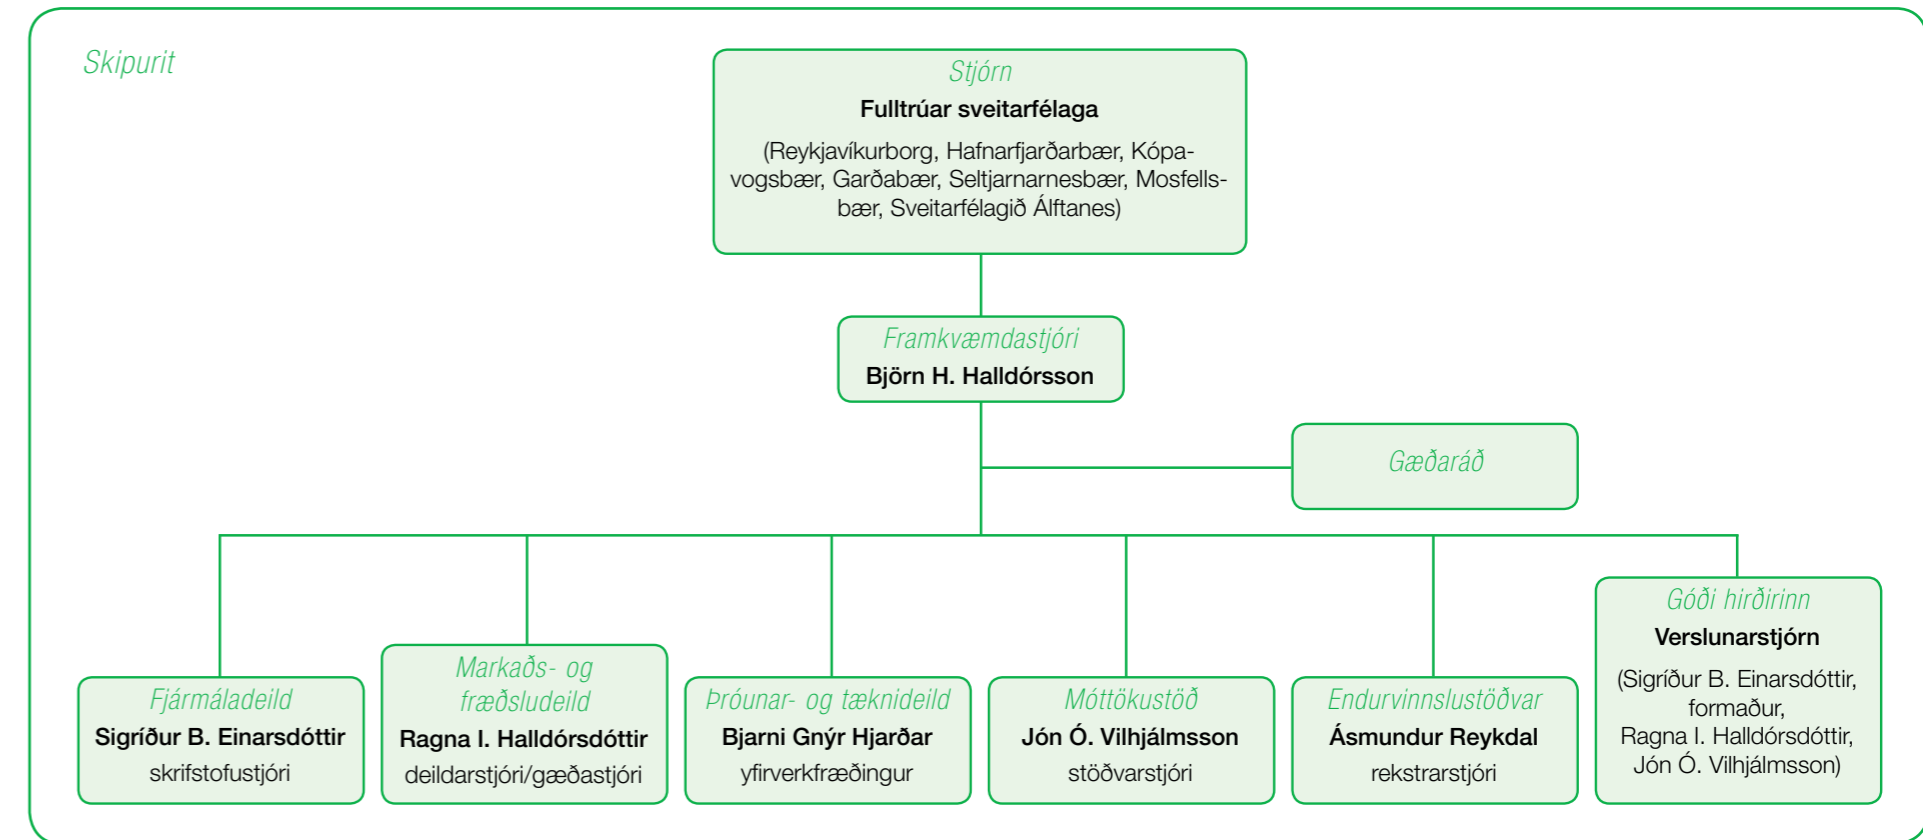 Skipurit
Stjórn
Fulltrúar sveitarfélaga
(Reykjavíkurborg, Hafnarfjarðarbær, Kópa-
vogsbær, Garðabær, Seltjarnarnesbær, Mosfells-
bær, Sveitarfélagið Álftanes)
Framkvæmdastjóri
Björn H. Halldórsson
Gæðaráð
Fjármáladeild
Sigríður B. Einarsdóttir
skrifstofustjóri
Markaðs- og
fræðsludeild
Ragna I. Halldórsdóttir
deildarstjóri/gæðastjóri
Þróunar- og tæknideild
Bjarni Gnýr Hjarðar
yfirverkfræðingur
Móttökustöð
Jón Ó. Vilhjálmsson
stöðvarstjóri
Endurvinnslustöðvar
Ásmundur Reykdal
rekstrarstjóri
Góði hirðirinn
Verslunarstjórn
(Sigríður B. Einarsdóttir,
formaður,
Ragna I. Halldórsdóttir,
Jón Ó. Vilhjálmsson)